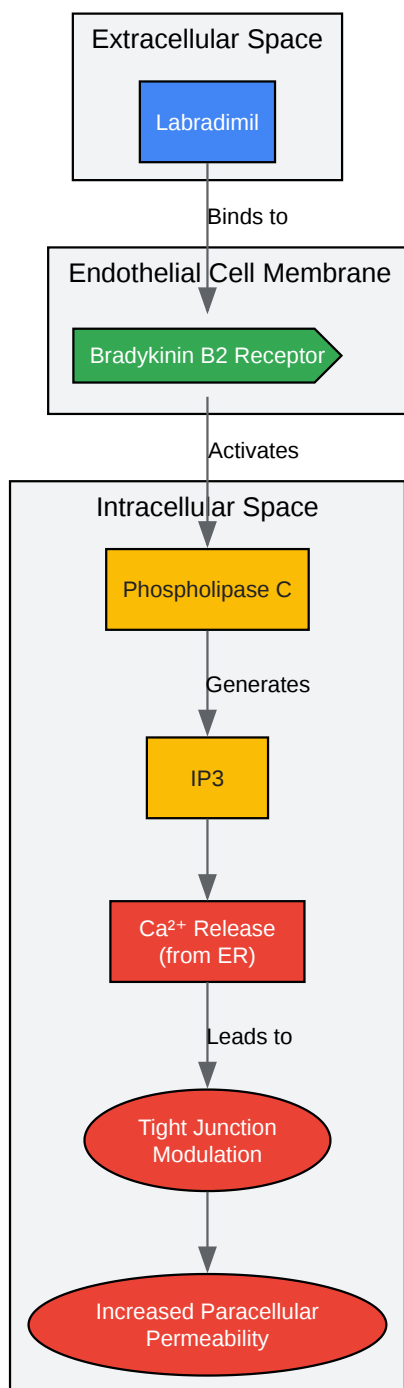 Extracellular Space
Labradimil
Binds to
Endothelial Cell Membrane
Bradykinin B2 Receptor
Activates
Intracellular Space
Phospholipase C
Generates
IP3
Ca²⁺ Release
(from ER)
Leads to
Tight Junction
Modulation
Increased Paracellular
Permeability